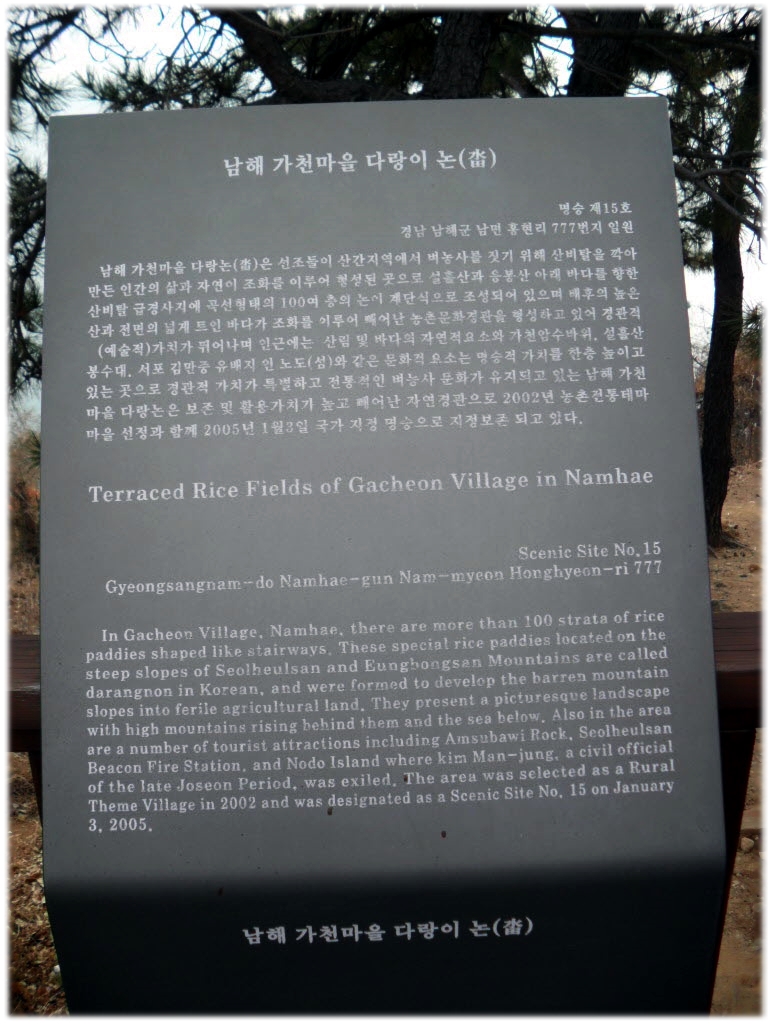 남해 가천마을 다랑이 논(畓)
명승 제15호
경남 남해군 남면 홍현리 777번지 일원
남해 가천마을 다랑논(畓)은 선조들이 산간지역에서 벼농사를 짓기 위해 산비탈을 깍아
만든 인간의 삶과 자연이 조화를 이루어 형성된 곳으로 설흘산과 응봉산 아래 바다를 향한
산비탈 급경사지에 곡선형태의 100여 층의 논이 계단식으로 조성되어 있으며 배후의 높은
산과 전면의 넓게 트인 바다가 조화를 이루어 빼어난 농촌문화경관을 형성하고 있어 경관적
(예술적)가치가 뛰어나며 인근에는 산림 및 바다의 자연적요소와 가천암수바위, 설흘산
봉수대, 서포 김만중 유배지 인 노도(섬)와 같은 문화적 요소는 명승적 가치를 한층 높이고
있는 곳으로 경관적 가치가 특별하고 전통적인 벼농사 문화가 유지되고 있는 남해 가천
마을 다랑논은 보존 및 활용가치가 높고 빼어난 자연경관으로 2002년 농촌전통테마
마을 선정과 함께 2005년 1월3일 국가 지정 명승으로 지정보존 되고 있다.
Terraced Rice Fields of Gacheon Village in Namhae
Scenic Site No.15
Gyeongsangnam-do Namhae-gun Nam-myeon Honghyeon-ri 777
In Gacheon Village, Namhae, there are more than 100 strata of rice
paddies shaped like stairways. These special rice paddies located on the
steep slopes of Seolheulsan and Eungbongsan Mountains are called
darangnon in Korean, and were formed to develop the barren mountain
slopes into ferile agricultural land. They present a picturesque landscape
with high mountains rising behind them and the sea below. Also in the area
are a number of tourist attractions including Amsubawi Rock, Seolheulsan
Beacon Fire Station, and Nodo Island where kim Man-jung, a civil official
of the late Joseon Period, was exiled. The area was selected as a Rural
Theme Village in 2002 and was designated as a Scenic Site No. 15 on January
3, 2005.
남해 가천마을 다랑이 논(畓)